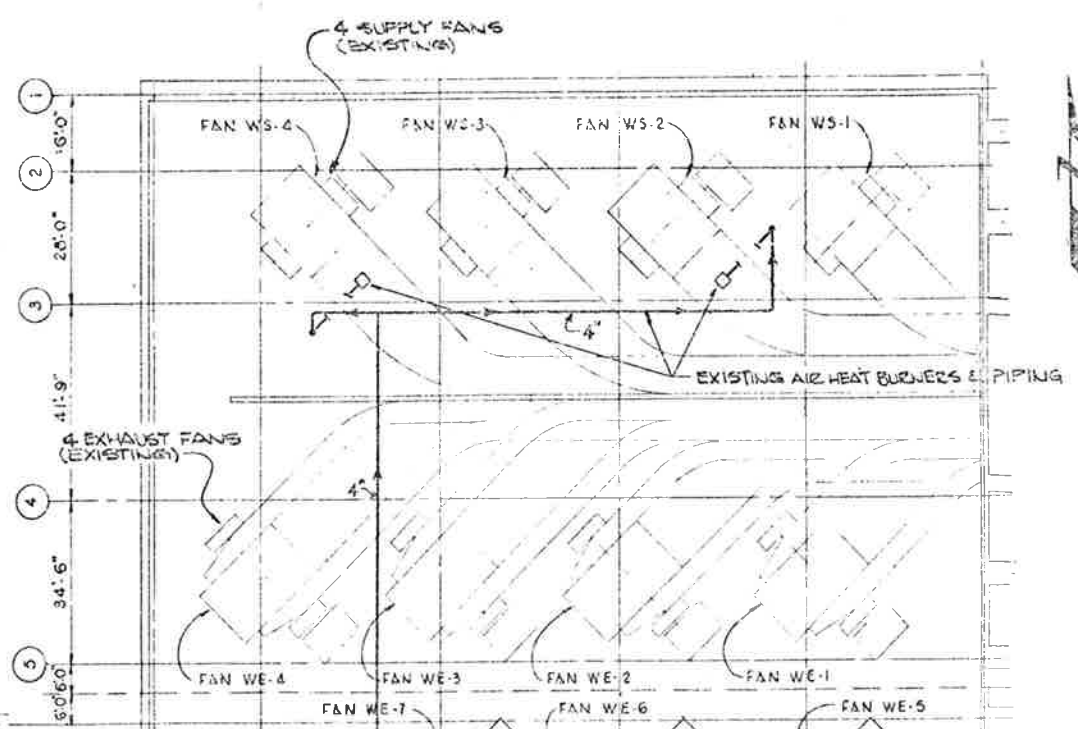 4 SUPPLY FANS
(EXISTING)
1
FAN WS-4
FAN WS-3
FAN WS-2
FAN WS-1
16'-0"
2
28'-0"
3
4"
EXISTING AIR HEAT BURNERS & PIPING
41'-9"
4 EXHAUST FANS
(EXISTING)
4"
4
34'-6"
5
FAN WE-4
FAN WE-3
FAN WE-2
FAN WE-1
6'-0"
6'-0"
FAN WE-7
FAN WE-6
FAN WE-5